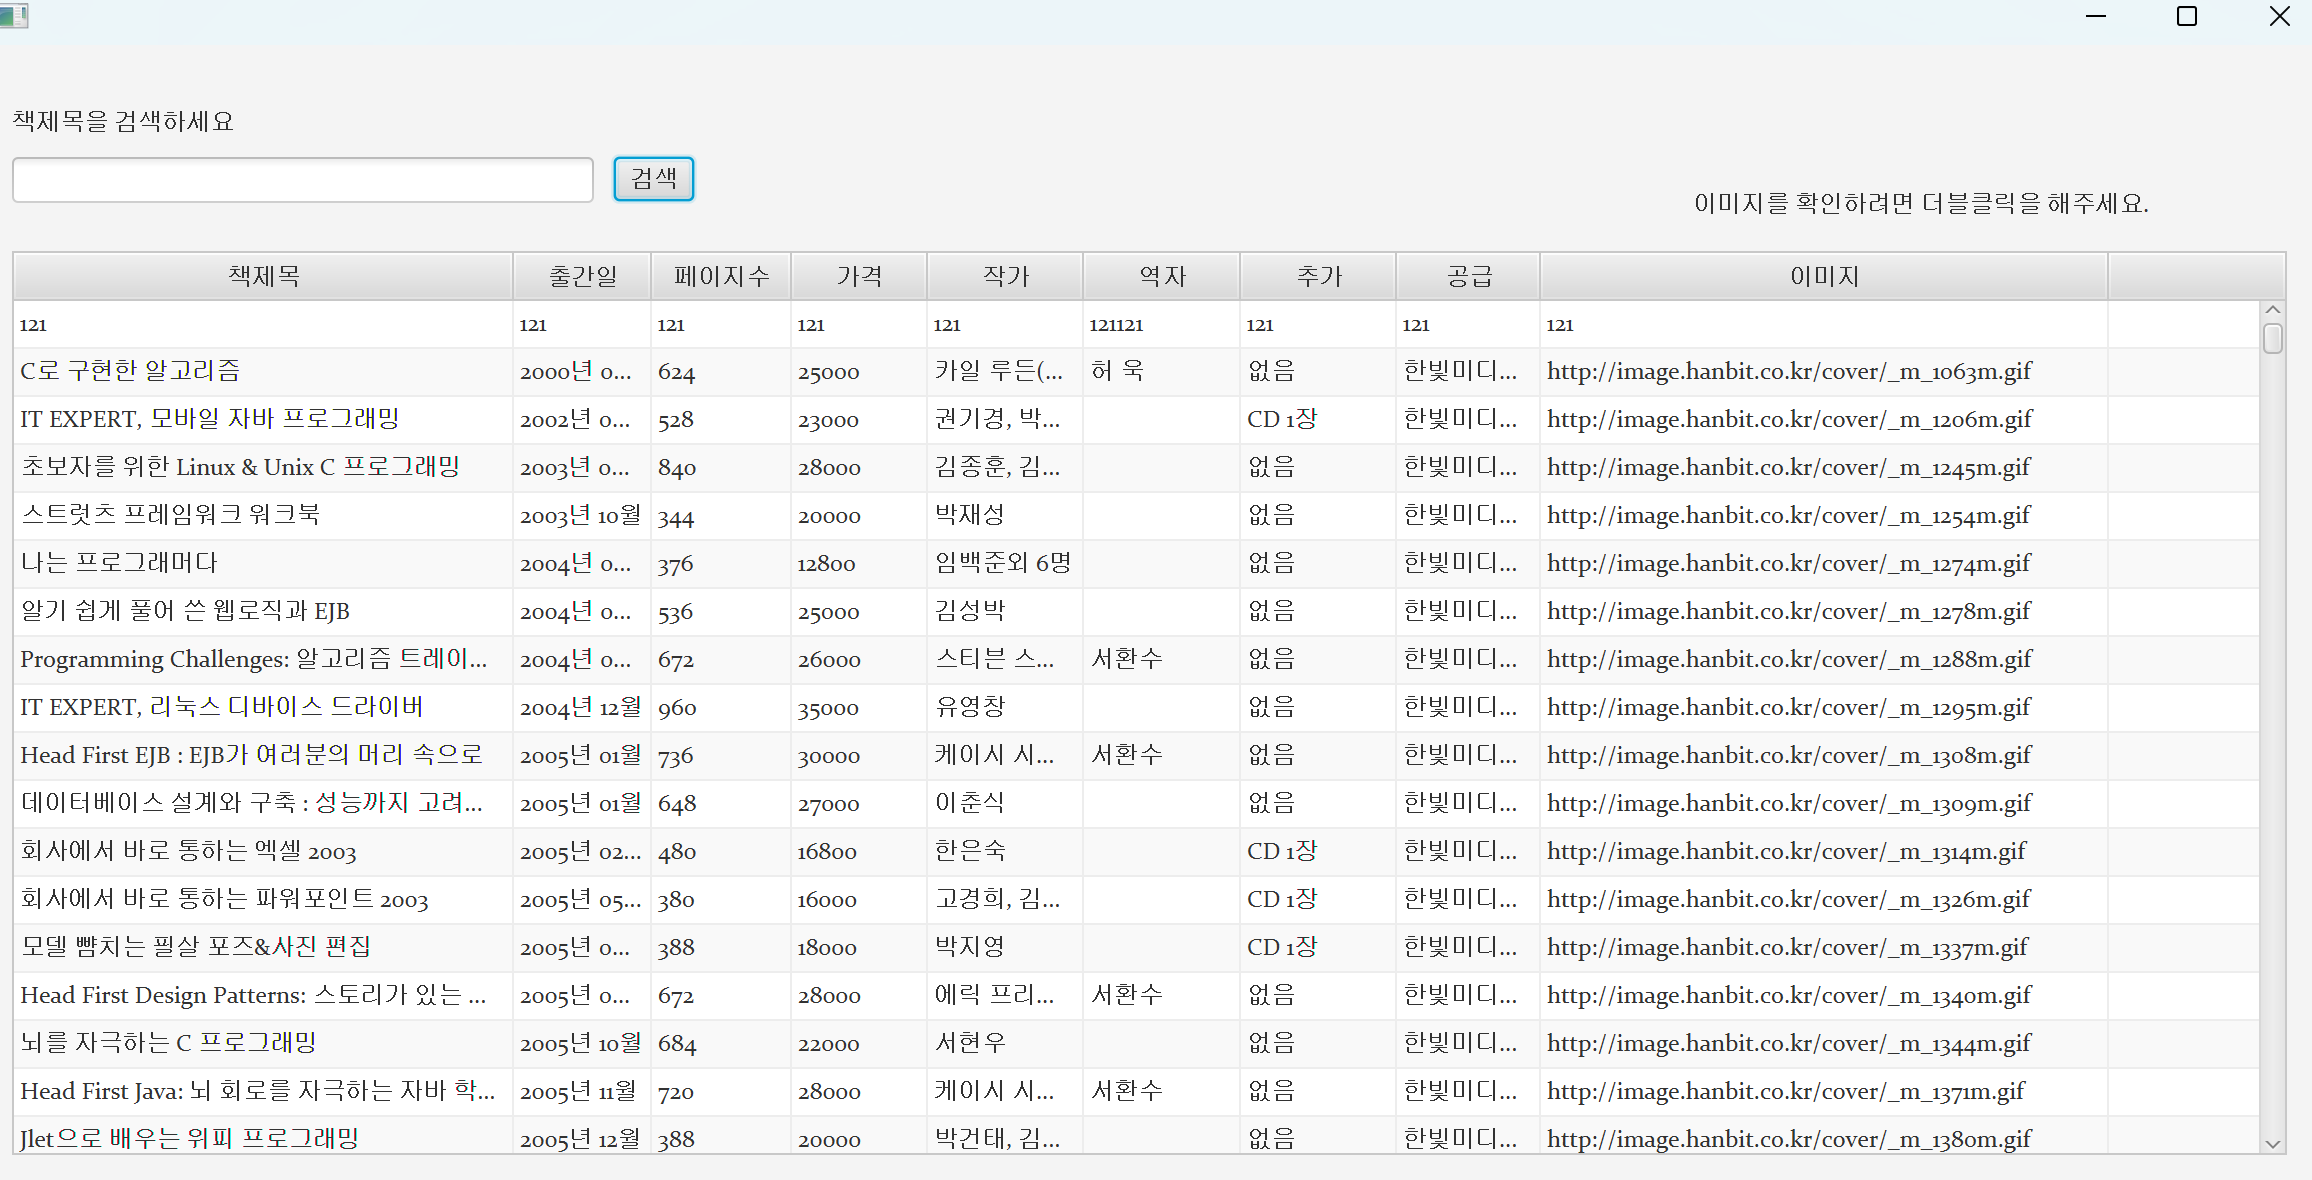 책제목을 검색하세요
검색
이미지를 확인하려면 더블클릭을 해주세요.
책제목 출간일 페이지수 가격 작가 역자 추가 공급 이미지
121 121 121 121 121 121121 121 121 121
C로 구현한 알고리즘 2000년 0... 624 25000 카일 루든(... 허 욱 없음 한빛미디... http://image.hanbit.co.kr/cover/_m_1063m.gif
IT EXPERT, 모바일 자바 프로그래밍 2002년 0... 528 23000 권기경, 박... CD 1장 한빛미디... http://image.hanbit.co.kr/cover/_m_1206m.gif
초보자를 위한 Linux & Unix C 프로그래밍 2003년 0... 840 28000 김종훈, 김... 없음 한빛미디... http://image.hanbit.co.kr/cover/_m_1245m.gif
스트럿츠 프레임워크 워크북 2003년 10월 344 20000 박재성 없음 한빛미디... http://image.hanbit.co.kr/cover/_m_1254m.gif
나는 프로그래머다 2004년 0... 376 12800 임백준외 6명 없음 한빛미디... http://image.hanbit.co.kr/cover/_m_1274m.gif
알기 쉽게 풀어 쓴 웹로직과 EJB 2004년 0... 536 25000 김성박 없음 한빛미디... http://image.hanbit.co.kr/cover/_m_1278m.gif
Programming Challenges: 알고리즘 트레이... 2004년 0... 672 26000 스티븐 스... 서환수 없음 한빛미디... http://image.hanbit.co.kr/cover/_m_1288m.gif
IT EXPERT, 리눅스 디바이스 드라이버 2004년 12월 960 35000 유영창 없음 한빛미디... http://image.hanbit.co.kr/cover/_m_1295m.gif
Head First EJB : EJB가 여러분의 머리 속으로 2005년 01월 736 30000 케이시 시... 서환수 없음 한빛미디... http://image.hanbit.co.kr/cover/_m_1308m.gif
데이터베이스 설계와 구축 : 성능까지 고려... 2005년 01월 648 27000 이춘식 없음 한빛미디... http://image.hanbit.co.kr/cover/_m_1309m.gif
회사에서 바로 통하는 엑셀 2003 2005년 02... 480 16800 한은숙 CD 1장 한빛미디... http://image.hanbit.co.kr/cover/_m_1314m.gif
회사에서 바로 통하는 파워포인트 2003 2005년 05... 380 16000 고경희, 김... CD 1장 한빛미디... http://image.hanbit.co.kr/cover/_m_1326m.gif
모델 뺨치는 필살 포즈&사진 편집 2005년 0... 388 18000 박지영 CD 1장 한빛미디... http://image.hanbit.co.kr/cover/_m_1337m.gif
Head First Design Patterns: 스토리가 있는 ... 2005년 0... 672 28000 에릭 프리... 서환수 없음 한빛미디... http://image.hanbit.co.kr/cover/_m_1340m.gif
뇌를 자극하는 C 프로그래밍 2005년 10월 684 22000 서현우 없음 한빛미디... http://image.hanbit.co.kr/cover/_m_1344m.gif
Head First Java: 뇌 회로를 자극하는 자바 학... 2005년 11월 720 28000 케이시 시... 서환수 없음 한빛미디... http://image.hanbit.co.kr/cover/_m_1371m.gif
Jlet으로 배우는 위피 프로그래밍 2005년 12월 388 20000 박건태, 김... 없음 한빛미디... http://image.hanbit.co.kr/cover/_m_1380m.gif